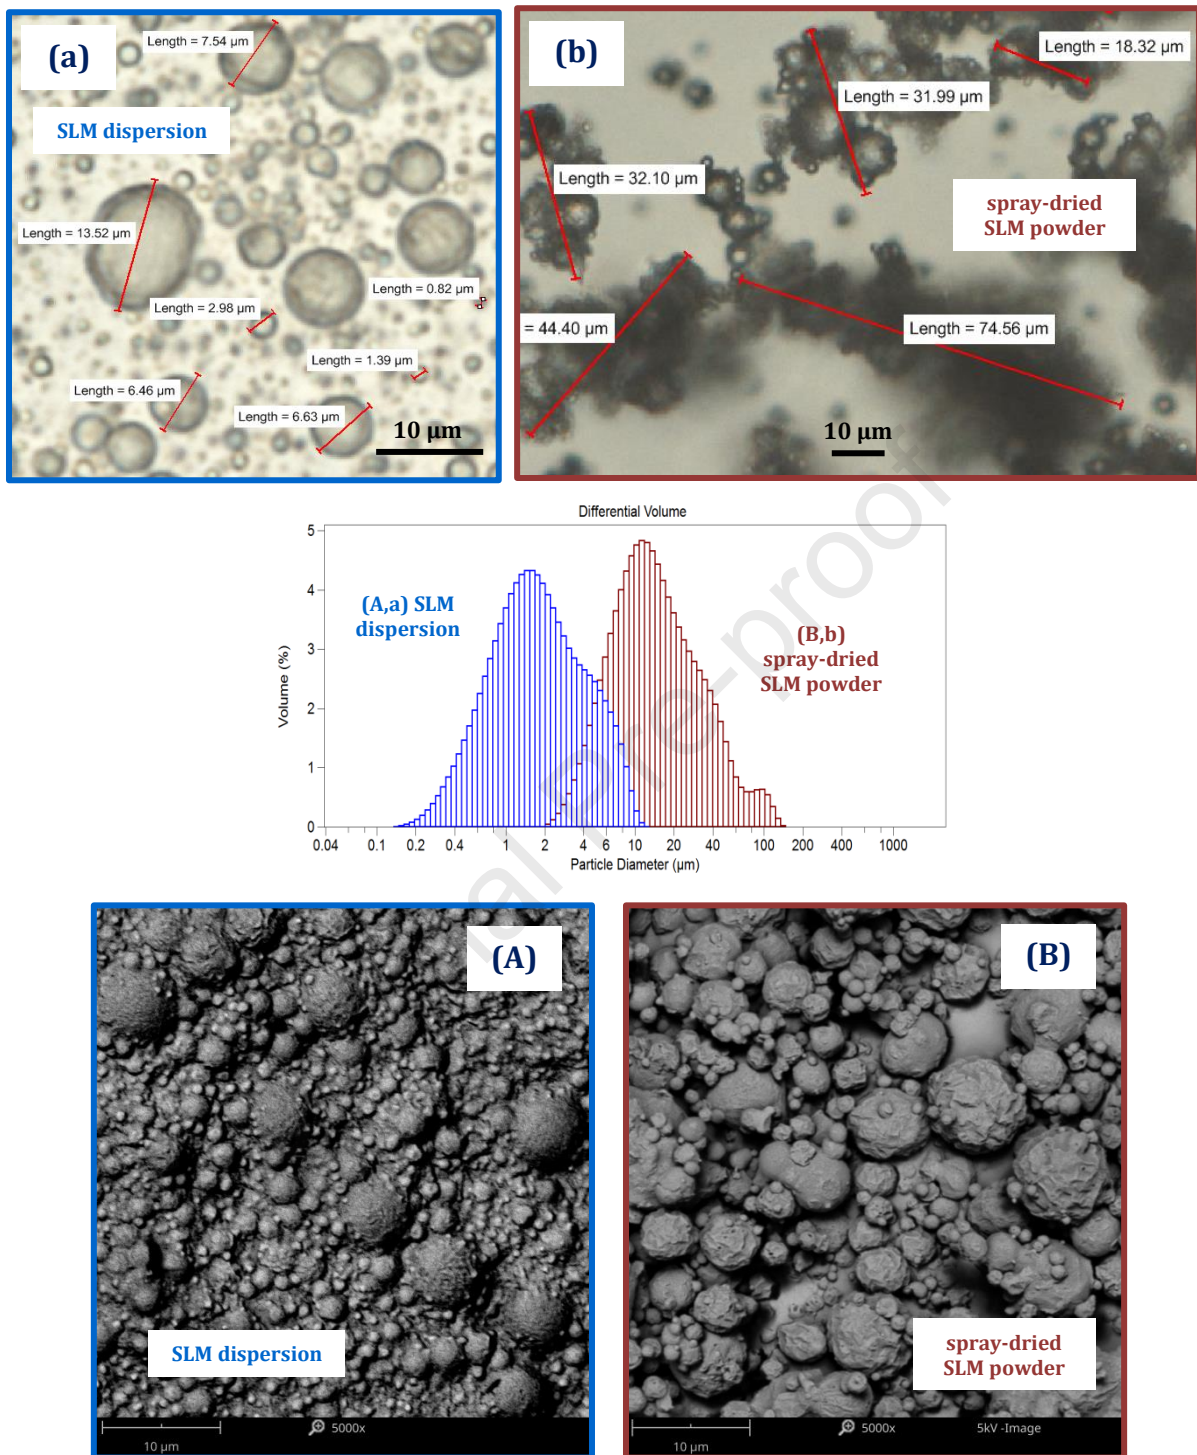 (a)
SLM dispersion
Length = 7.54 µm
Length = 13.52 µm
Length = 0.82 µm
Length = 2.98 µm
Length = 1.39 µm
Length = 6.46 µm
Length = 6.63 µm
10 µm
(b)
Length = 18.32 µm
Length = 31.99 µm
Length = 32.10 µm
spray-dried
SLM powder
= 44.40 µm
Length = 74.56 µm
10 µm
Differential Volume
Volume (%)
5
4
3
2
1
0
(A,a) SLM
dispersion
(B,b)
spray-dried
SLM powder
0.04 0.1 0.2 0.4 1 2 4 6 10 20 40 100 200 400 1000
Particle Diameter (µm)
nal Pre-proof
(A)
SLM dispersion
10 µm
5000x
(B)
spray-dried
SLM powder
10 µm
5000x
5kV -Image